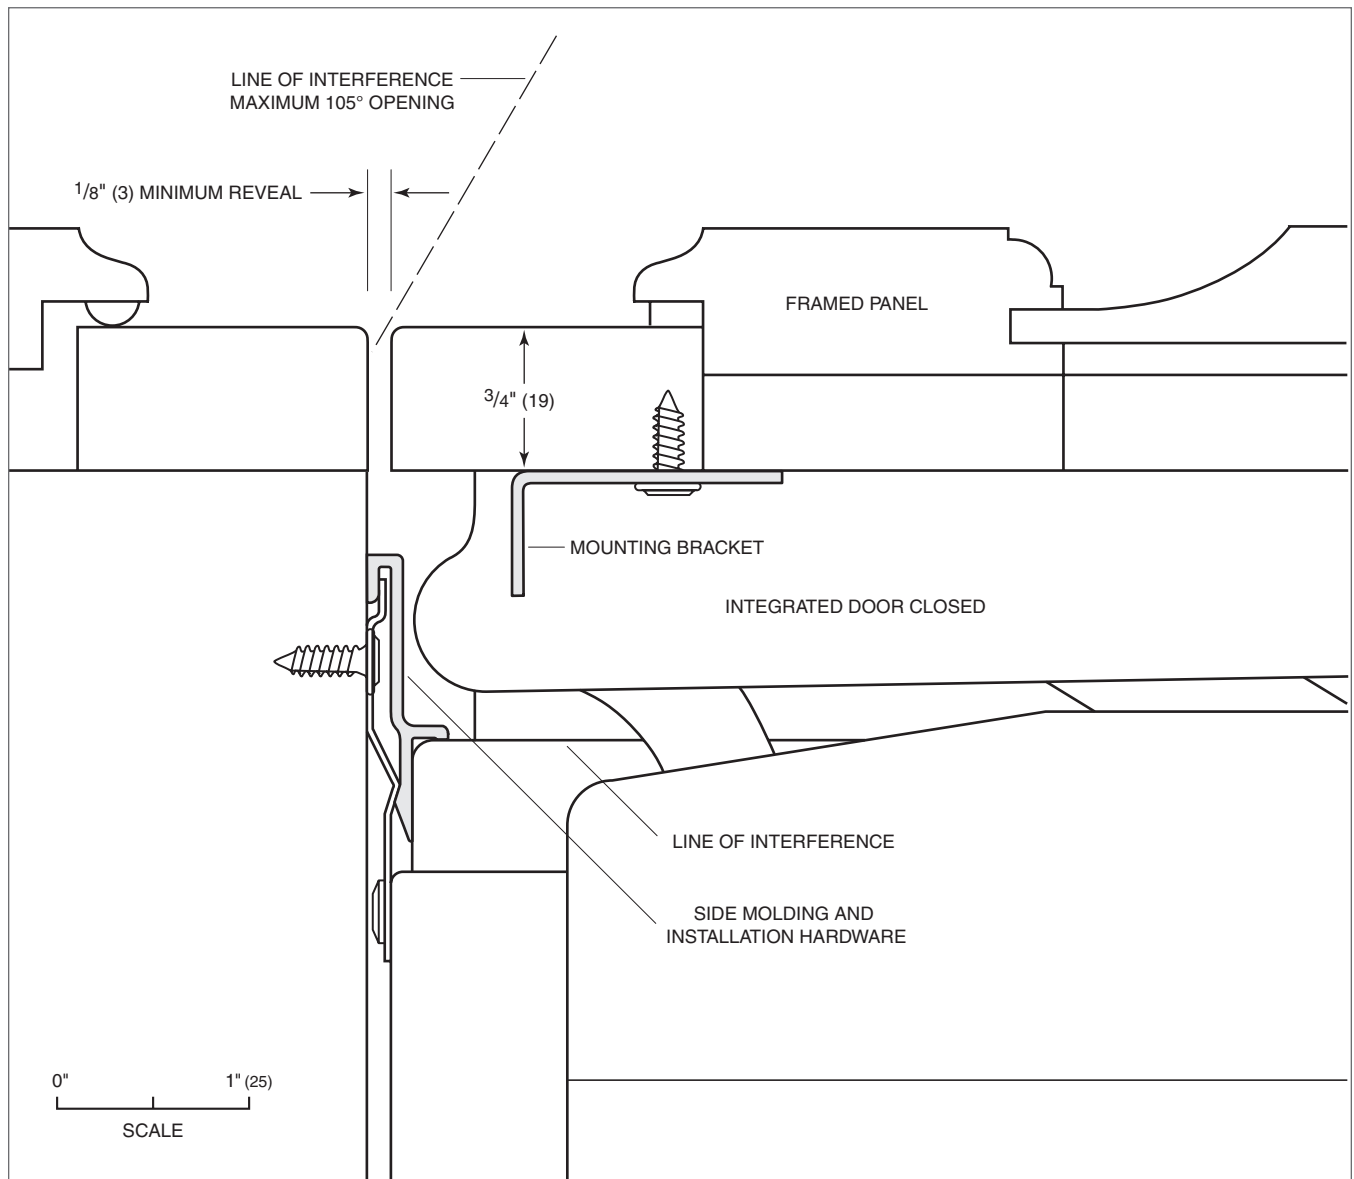 LINE OF INTERFERENCE
MAXIMUM 105° OPENING
1/8" (3) MINIMUM REVEAL
FRAMED PANEL
3/4" (19)
MOUNTING BRACKET
INTEGRATED DOOR CLOSED
LINE OF INTERFERENCE
SIDE MOLDING AND
INSTALLATION HARDWARE
0" 1" (25)
SCALE